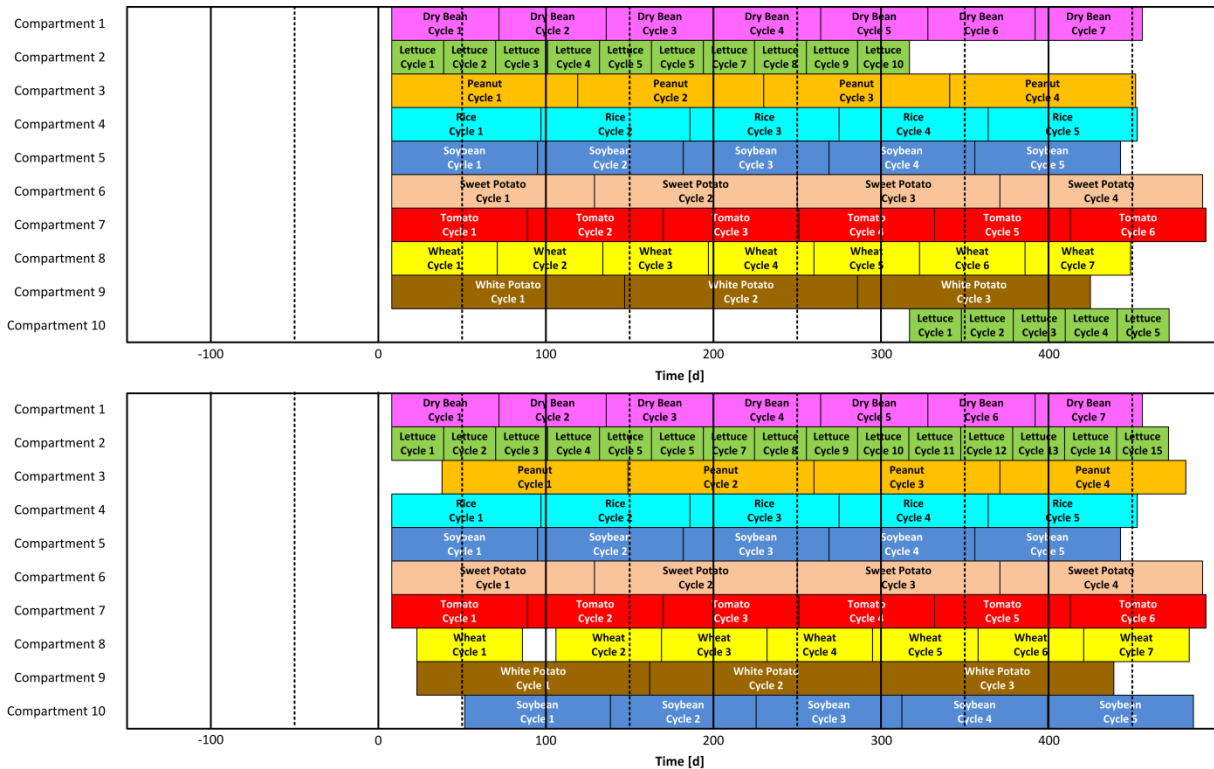 Compartment 1
Dry Bean Dry Bean Dry Bean Dry Bean Dry Bean Dry Bean Dry Bean
Cycle 1 Cycle 2 Cycle 3 Cycle 4 Cycle 5 Cycle 6 Cycle 7
Compartment 2
Lettuce Lettuce Lettuce Lettuce Lettuce Lettuce Lettuce Lettuce Lettuce Lettuce
Cycle 1 Cycle 2 Cycle 3 Cycle 4 Cycle 5 Cycle 5 Cycle 7 Cycle 8 Cycle 9 Cycle 10
Compartment 3
Peanut Peanut Peanut Peanut
Cycle 1 Cycle 2 Cycle 3 Cycle 4
Compartment 4
Rice Rice Rice Rice Rice
Cycle 1 Cycle 2 Cycle 3 Cycle 4 Cycle 5
Compartment 5
Soybean Soybean Soybean Soybean Soybean
Cycle 1 Cycle 2 Cycle 3 Cycle 4 Cycle 5
Compartment 6
Sweet Potato Sweet Potato Sweet Potato Sweet Potato
Cycle 1 Cycle 2 Cycle 3 Cycle 4
Compartment 7
Tomato Tomato Tomato Tomato Tomato Tomato
Cycle 1 Cycle 2 Cycle 3 Cycle 4 Cycle 5 Cycle 6
Compartment 8
Wheat Wheat Wheat Wheat Wheat Wheat Wheat
Cycle 1 Cycle 2 Cycle 3 Cycle 4 Cycle 5 Cycle 6 Cycle 7
Compartment 9
White Potato White Potato White Potato
Cycle 1 Cycle 2 Cycle 3
Compartment 10
Lettuce Lettuce Lettuce Lettuce Lettuce
Cycle 1 Cycle 2 Cycle 3 Cycle 4 Cycle 5
-100 0 100 200 300 400
Time [d]
Compartment 1
Dry Bean Dry Bean Dry Bean Dry Bean Dry Bean Dry Bean Dry Bean
Cycle 1 Cycle 2 Cycle 3 Cycle 4 Cycle 5 Cycle 6 Cycle 7
Compartment 2
Lettuce Lettuce Lettuce Lettuce Lettuce Lettuce Lettuce Lettuce Lettuce Lettuce Lettuce Lettuce Lettuce Lettuce Lettuce
Cycle 1 Cycle 2 Cycle 3 Cycle 4 Cycle 5 Cycle 5 Cycle 7 Cycle 8 Cycle 9 Cycle 10 Cycle 11 Cycle 12 Cycle 13 Cycle 14 Cycle 15
Compartment 3
Peanut Peanut Peanut Peanut
Cycle 1 Cycle 2 Cycle 3 Cycle 4
Compartment 4
Rice Rice Rice Rice Rice
Cycle 1 Cycle 2 Cycle 3 Cycle 4 Cycle 5
Compartment 5
Soybean Soybean Soybean Soybean Soybean
Cycle 1 Cycle 2 Cycle 3 Cycle 4 Cycle 5
Compartment 6
Sweet Potato Sweet Potato Sweet Potato Sweet Potato
Cycle 1 Cycle 2 Cycle 3 Cycle 4
Compartment 7
Tomato Tomato Tomato Tomato Tomato Tomato
Cycle 1 Cycle 2 Cycle 3 Cycle 4 Cycle 5 Cycle 6
Compartment 8
Wheat Wheat Wheat Wheat Wheat Wheat Wheat
Cycle 1 Cycle 2 Cycle 3 Cycle 4 Cycle 5 Cycle 6 Cycle 7
Compartment 9
White Potato White Potato White Potato
Cycle 1 Cycle 2 Cycle 3
Compartment 10
Soybean Soybean Soybean Soybean Soybean
Cycle 1 Cycle 2 Cycle 3 Cycle 4 Cycle 5
-100 0 100 200 300 400
Time [d]